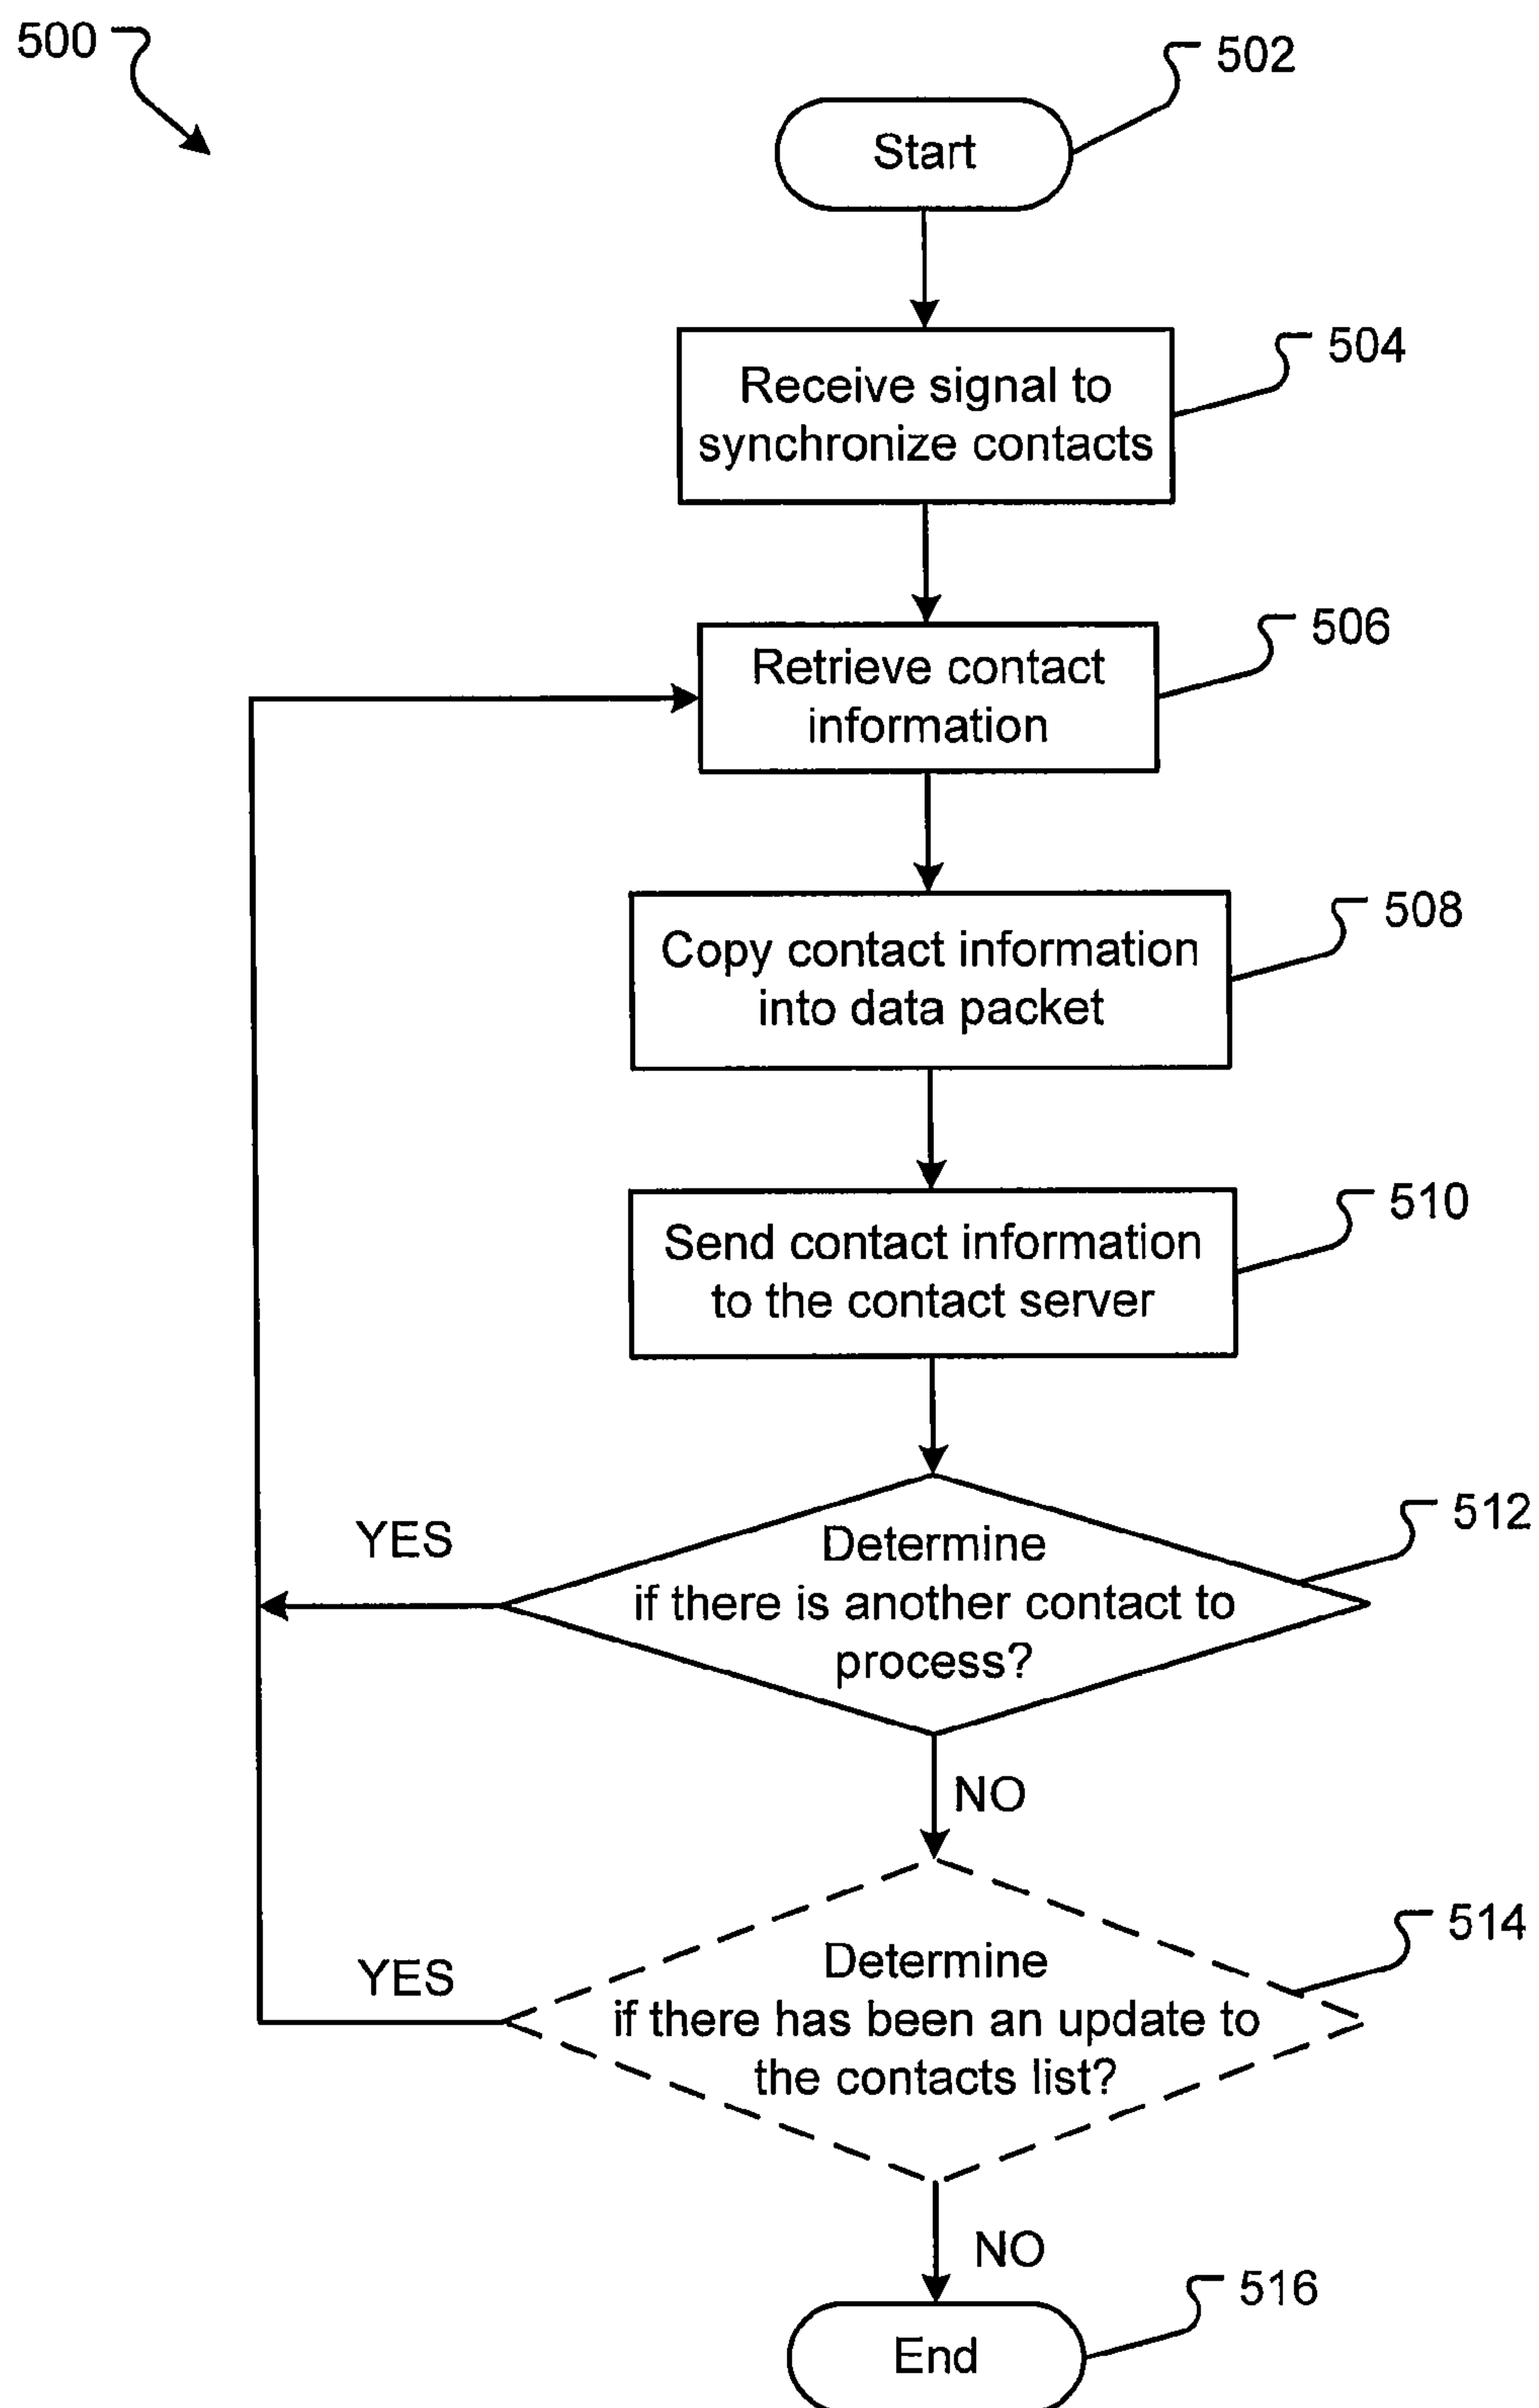 500
502
Start
504
Receive signal to
synchronize contacts
506
Retrieve contact
information
508
Copy contact information
into data packet
510
Send contact information
to the contact server
512
YES
Determine
if there is another contact to
process?
NO
514
YES
Determine
if there has been an update to
the contacts list?
NO
516
End